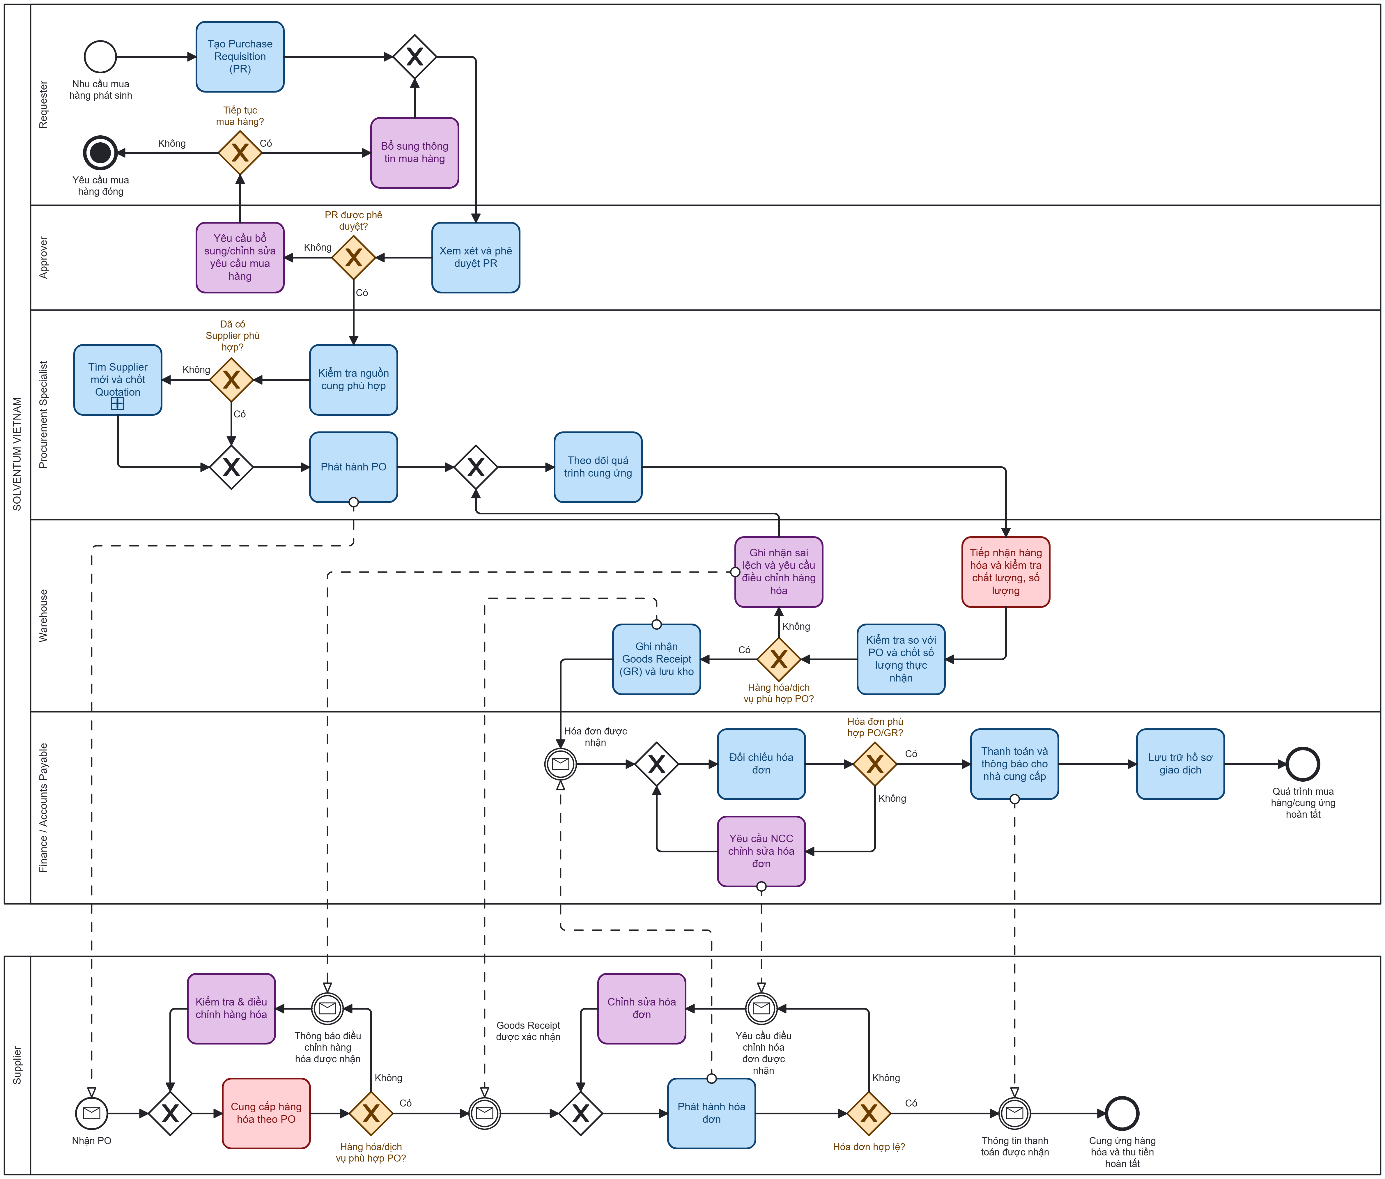 SOLVENTUM VIETNAM
Requester
Nhu cầu mua
hàng phát sinh
Tạo Purchase
Requisition
(PR)
Tiếp tục
mua hàng?
Không
Có
Yêu cầu mua
hàng đóng
Bổ sung thông
tin mua hàng
Approver
Yêu cầu bổ
sung/chỉnh sửa
yêu cầu mua
hàng
Không
PR được phê
duyệt?
Có
Xem xét và phê
duyệt PR
Procurement Specialist
Tìm Supplier
mới và chốt
Quotation
Không
Đã có
Supplier phù
hợp?
Có
Kiểm tra nguồn
cung phù hợp
Phát hành PO
Theo dõi quá
trình cung ứng
Warehouse
Ghi nhận sai
lệch và yêu cầu
điều chỉnh hàng
hóa
Tiếp nhận hàng
hóa và kiểm tra
chất lượng, số
lượng
Không
Ghi nhận
Goods Receipt
(GR) và lưu kho
Có
Hàng hóa/dịch
vụ phù hợp PO?
Kiểm tra so với
PO và chốt số
lượng thực
nhận
Finance / Accounts Payable
Hóa đơn được
nhận
Đối chiếu hóa
đơn
Hóa đơn phù
hợp PO/GR?
Có
Không
Thanh toán và
thông báo cho
nhà cung cấp
Lưu trữ hồ sơ
giao dịch
Quá trình mua
hàng/cung ứng
hoàn tất
Yêu cầu NCC
chỉnh sửa hóa
đơn
Supplier
Kiểm tra & điều
chỉnh hàng hóa
Thông báo điều
chỉnh hàng
hóa được nhận
Không
Goods Receipt
được xác nhận
Chỉnh sửa hóa
đơn
Yêu cầu điều
chỉnh hóa
đơn được
nhận
Không
Nhận PO
Cung cấp hàng
hóa theo PO
Có
Hàng hóa/dịch
vụ phù hợp PO?
Phát hành hóa
đơn
Có
Hóa đơn hợp lệ?
Thông tin thanh
toán được nhận
Cung ứng hàng
hóa và thu tiền
hoàn tất